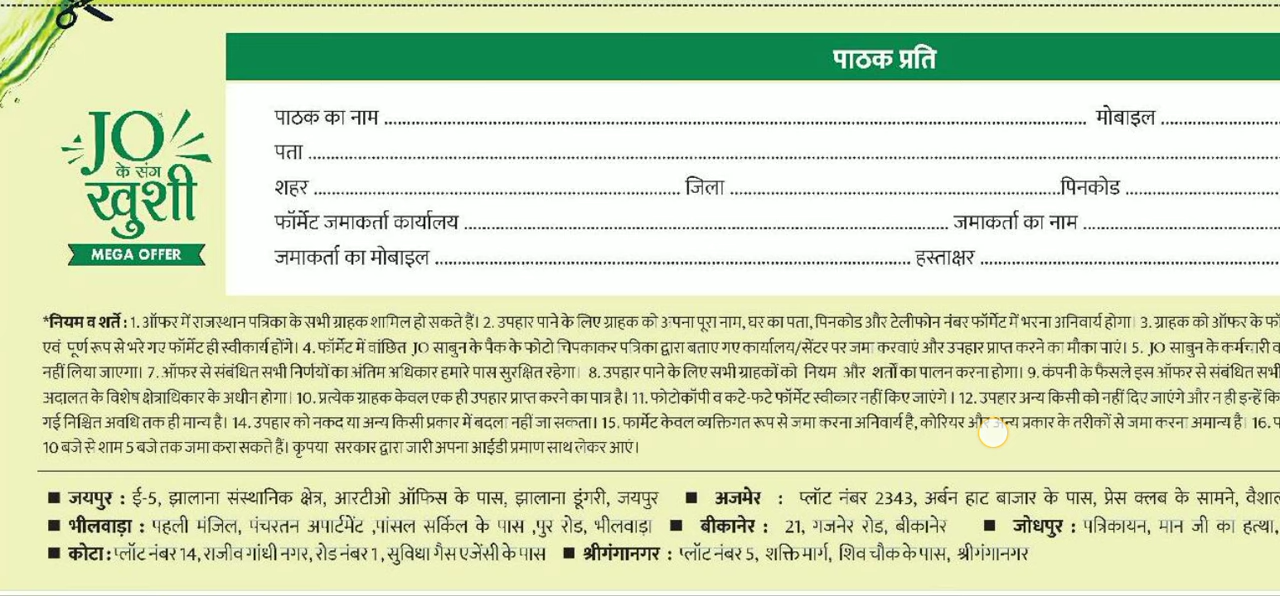 पाठक प्रति
JO
के संग
खुशी
MEGA OFFER
पाठक का नाम ........................ मोबाइल ............
पता ........................
शहर ........................ जिला ........................ पिनकोड ............
फॉर्मेट जमाकर्ता कार्यालय ........................ जमाकर्ता का नाम ............
जमाकर्ता का मोबाइल ........................ हस्ताक्षर ............
*नियम व शर्ते : 1. ऑफर में राजस्थान पत्रिका के सभी ग्राहक शामिल हो सकते हैं। 2. उपहार पाने के लिए ग्राहक को अपना पूरा नाम, घर का पता, पिनकोड और टेलीफोन नंबर फॉर्मेट में भरना अनिवार्य होगा। 3. ग्राहक को ऑफर के
एवं पूर्ण रूप से भरे गए फॉर्मेट ही स्वीकार्य होंगे। 4. फॉर्मेट में वांछित JO साबुन के पैक के फोटो चिपकाकर पत्रिका द्वारा बताए गए कार्यालय/सेंटर पर जमा करवाएं और उपहार प्राप्त करने का मौका पाएं। 5. JO साबुन के कर्मचारी
नहीं लिया जाएगा। 7. ऑफर से संबंधित सभी निर्णयों का अंतिम अधिकार हमारे पास सुरक्षित रहेगा। 8. उपहार पाने के लिए सभी ग्राहकों को नियम और शर्तों का पालन करना होगा। 9. कंपनी के फैसले इस ऑफर से संबंधित सभी
अदालत के विशेष क्षेत्राधिकार के अधीन होगा। 10. प्रत्येक ग्राहक केवल एक ही उपहार प्राप्त करने का पात्र है। 11. फोटोकॉपी व कटे-फटे फॉर्मेट स्वीकार नहीं किए जाएंगे। 12. उपहार अन्य किसी को नहीं दिए जाएंगे और न ही इन्हें
गई निश्चित अवधि तक ही मान्य है। 14. उपहार को नकद या अन्य किसी प्रकार में बदला नहीं जा सकता। 15. फार्मेट केवल व्यक्तिगत रूप से जमा करना अनिवार्य है, कोरियर और अन्य प्रकार के तरीकों से जमा करना अमान्य है। 16.
10 बजे से शाम 5 बजे तक जमा करा सकते हैं। कृपया सरकार द्वारा जारी अपना आईडी प्रमाण साथ लेकर आएं।
■ जयपुर : ई-5, झालाना संस्थानिक क्षेत्र, आरटीओ ऑफिस के पास, झालाना डूंगरी, जयपुर ■ अजमेर : प्लॉट नंबर 2343, अर्बन हाट बाजार के पास, प्रेस क्लब के सामने,
■ भीलवाड़ा : पहली मंजिल, पंचरतन अपार्टमेंट ,पांसल सर्किल के पास ,पुर रोड, भीलवाड़ा ■ बीकानेर : 21, गजनेर रोड, बीकानेर ■ जोधपुर : पत्रिकायन, मान जी का हत्था,
■ कोटा : प्लॉट नंबर 14, राजीव गांधी नगर, रोड नंबर 1, सुविधा गैस एजेंसी के पास ■ श्रीगंगानगर : प्लॉट नंबर 5, शक्ति मार्ग, शिव चौक के पास, श्रीगंगानगर